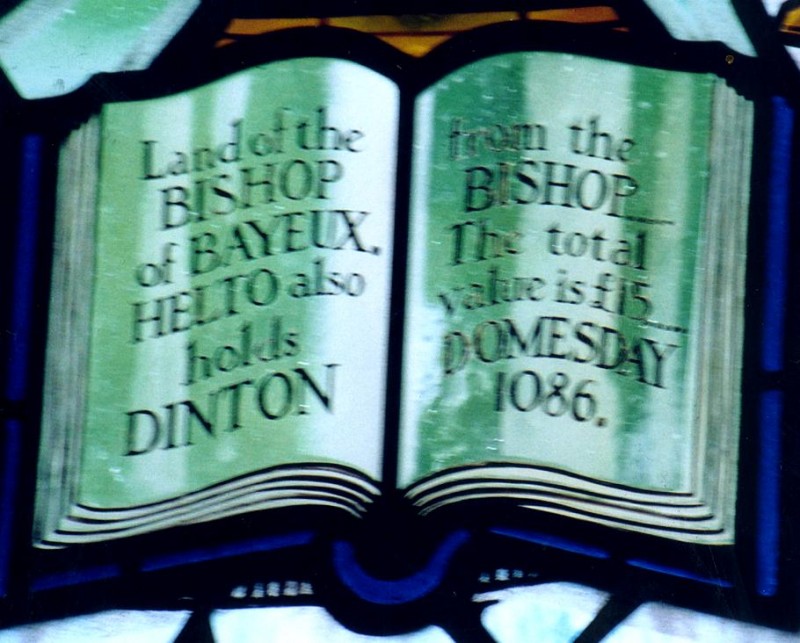 Land of the
BISHOP
of BAYEUX.
HELTO also
holds
DINTON
from the
BISHOP....
The total
value is £15....
DOMESDAY
1086.